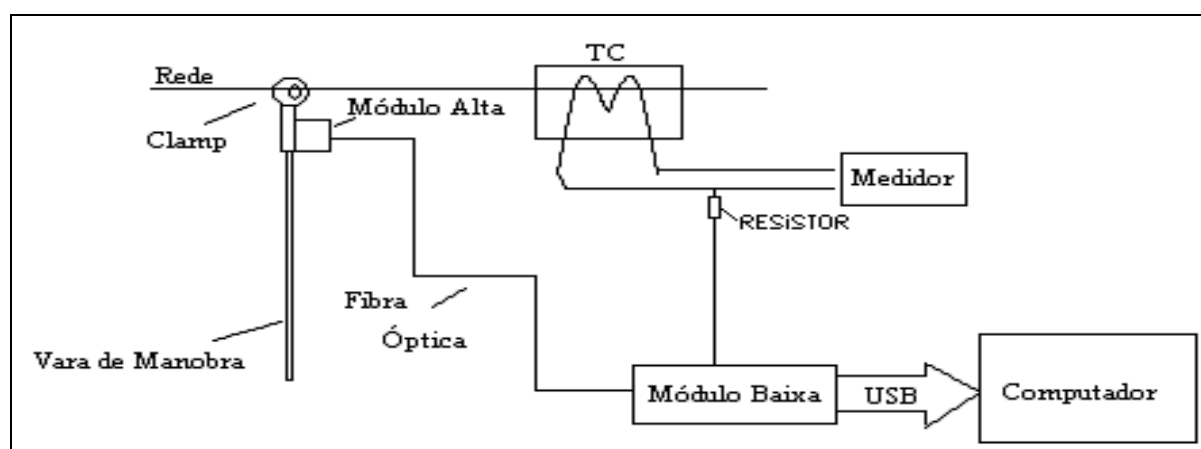 TC
Rede
Módulo Alta
Clamp
Medidor
RESiSTOR
Fibra
Óptica
Vara de Manobra
Módulo Baixa
USB
Computador